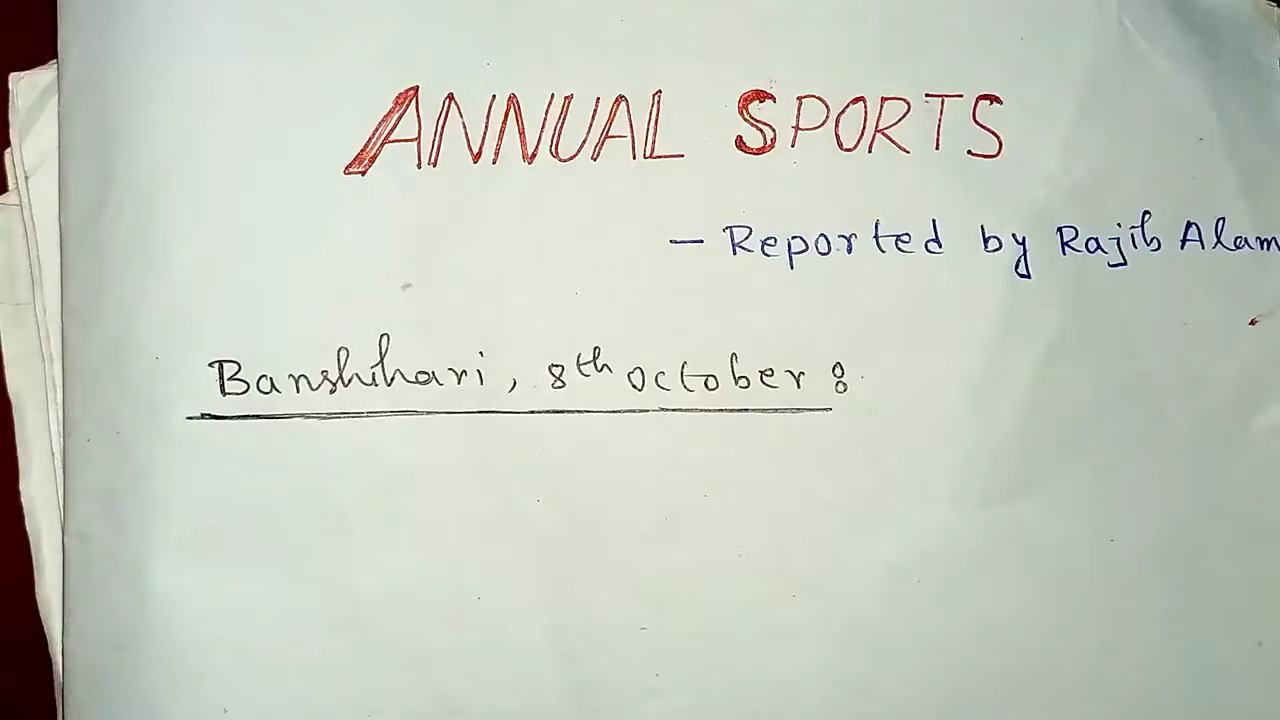 ANNUAL SPORTS
– Reported by Rajib Alam
Banshihari, 8th october :